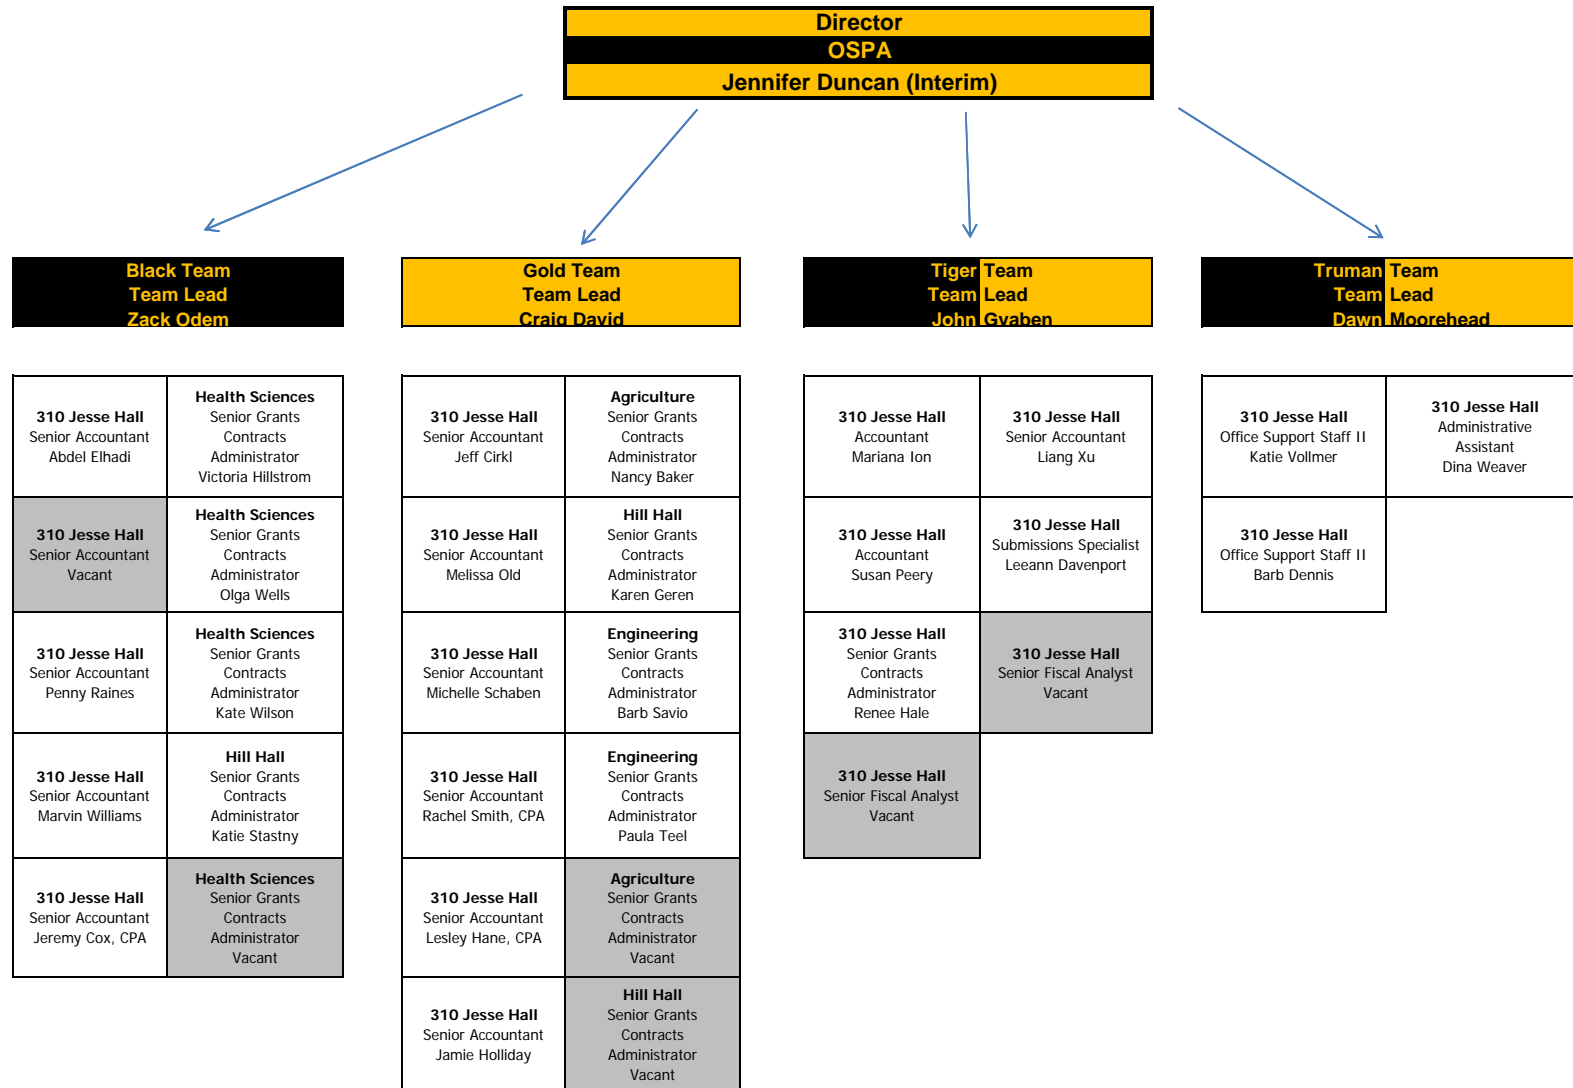 Director
OSPA
Jennifer Duncan (Interim)
Black Team
Team Lead
Zack Odem
Gold Team
Team Lead
Craig David
Tiger Team
Team Lead
John Gyaben
Truman Team
Team Lead
Dawn Moorehead
310 Jesse Hall
Senior Accountant
Abdel Elhadi
Health Sciences
Senior Grants
Contracts
Administrator
Victoria Hillstrom
310 Jesse Hall
Senior Accountant
Vacant
Health Sciences
Senior Grants
Contracts
Administrator
Olga Wells
310 Jesse Hall
Senior Accountant
Penny Raines
Health Sciences
Senior Grants
Contracts
Administrator
Kate Wilson
310 Jesse Hall
Senior Accountant
Marvin Williams
Hill Hall
Senior Grants
Contracts
Administrator
Katie Stastny
310 Jesse Hall
Senior Accountant
Jeremy Cox, CPA
Health Sciences
Senior Grants
Contracts
Administrator
Vacant
310 Jesse Hall
Senior Accountant
Jeff Cirkl
Agriculture
Senior Grants
Contracts
Administrator
Nancy Baker
310 Jesse Hall
Senior Accountant
Melissa Old
Hill Hall
Senior Grants
Contracts
Administrator
Karen Geren
310 Jesse Hall
Senior Accountant
Michelle Schaben
Engineering
Senior Grants
Contracts
Administrator
Barb Savio
310 Jesse Hall
Senior Accountant
Rachel Smith, CPA
Engineering
Senior Grants
Contracts
Administrator
Paula Teel
310 Jesse Hall
Senior Accountant
Lesley Hane, CPA
Agriculture
Senior Grants
Contracts
Administrator
Vacant
310 Jesse Hall
Senior Accountant
Jamie Holliday
Hill Hall
Senior Grants
Contracts
Administrator
Vacant
310 Jesse Hall
Accountant
Mariana Ion
310 Jesse Hall
Senior Accountant
Liang Xu
310 Jesse Hall
Accountant
Susan Peery
310 Jesse Hall
Submissions Specialist
Leeann Davenport
310 Jesse Hall
Senior Grants
Contracts
Administrator
Renee Hale
310 Jesse Hall
Senior Fiscal Analyst
Vacant
310 Jesse Hall
Senior Fiscal Analyst
Vacant
310 Jesse Hall
Office Support Staff II
Katie Vollmer
310 Jesse Hall
Administrative
Assistant
Dina Weaver
310 Jesse Hall
Office Support Staff II
Barb Dennis